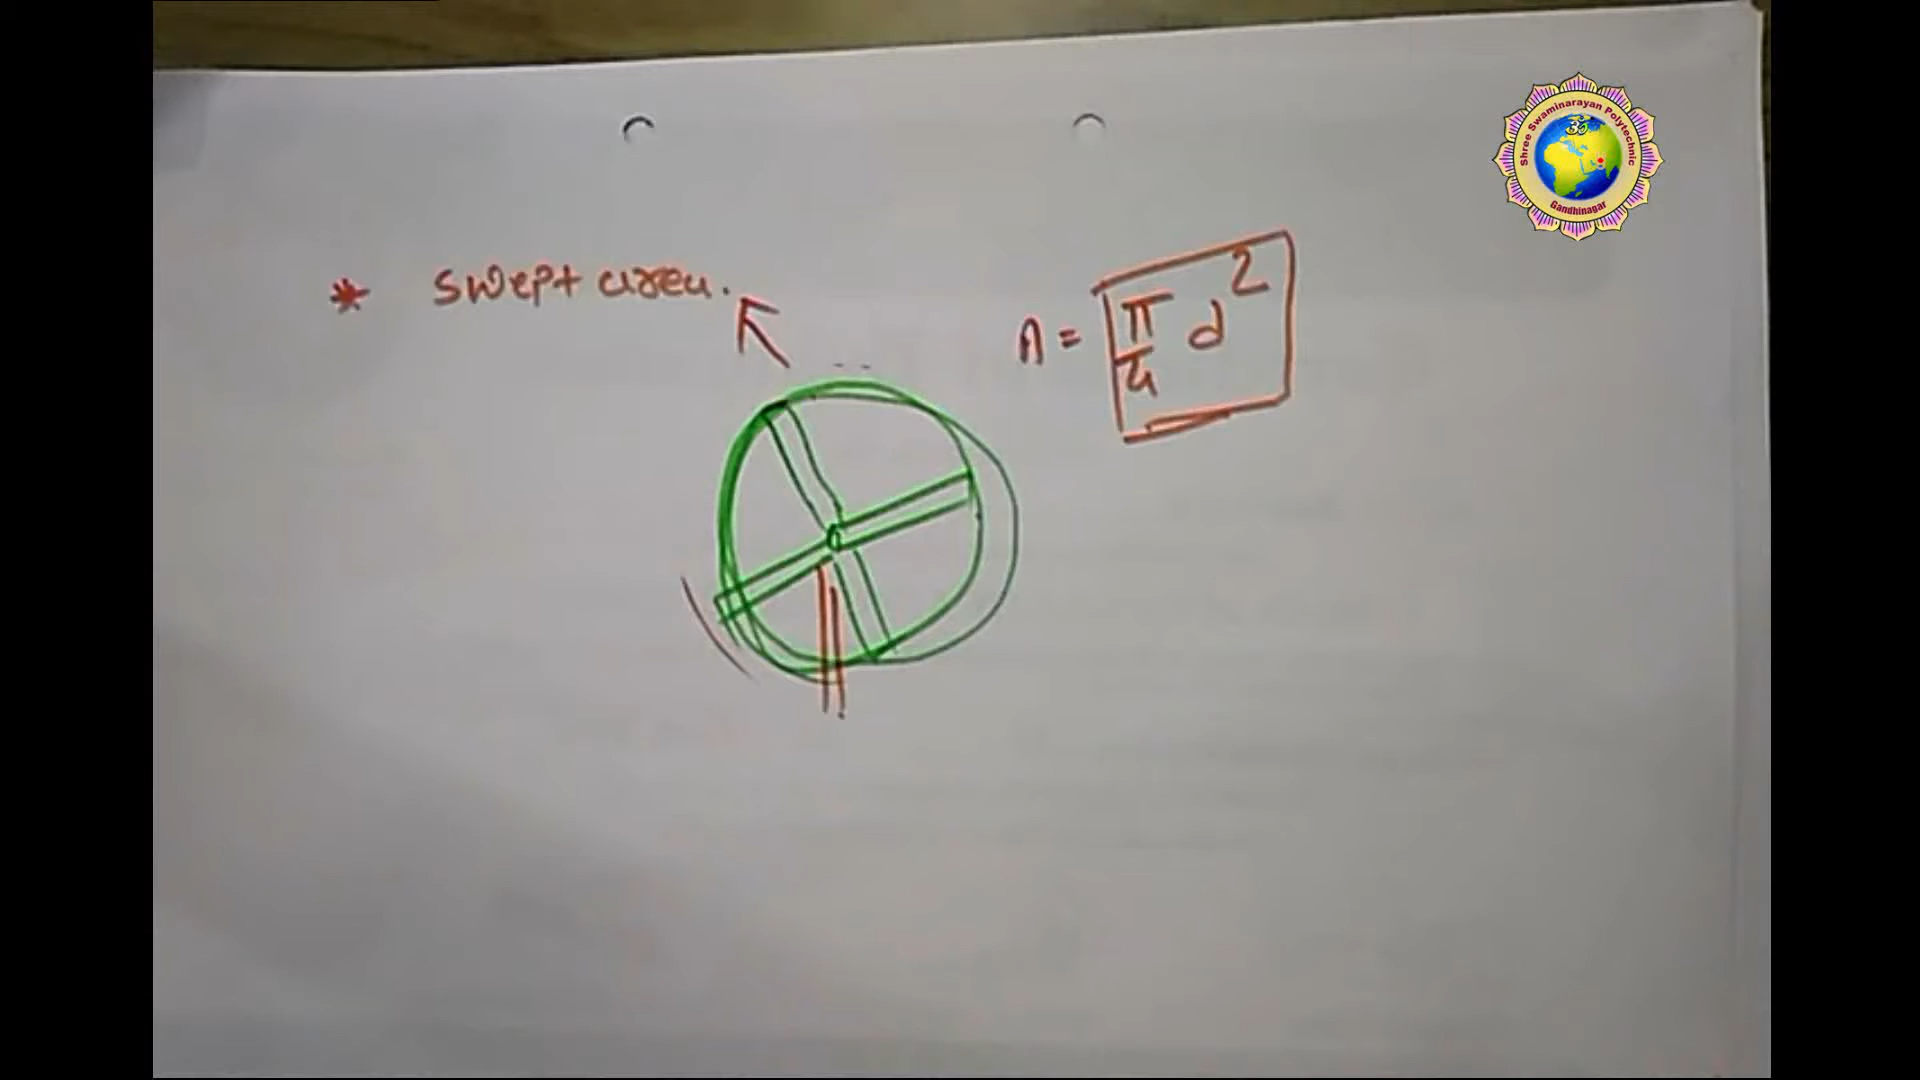 * swept area.
A = π/4 d²
Shree Swaminarayan Polytechnic
ૐ
Gandhinagar